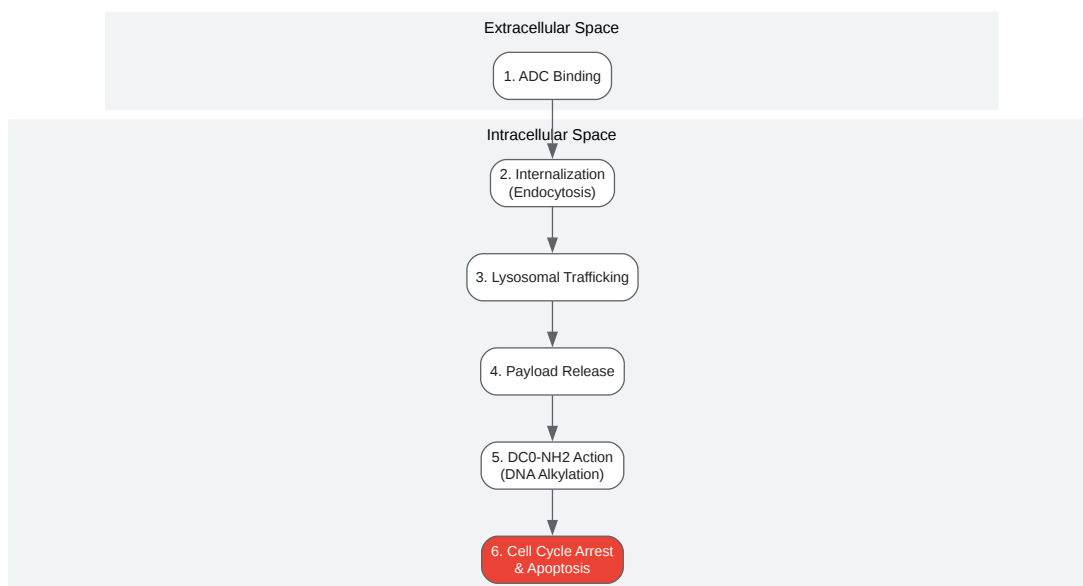 Extracellular Space
1. ADC Binding
Intracellular Space
2. Internalization
(Endocytosis)
3. Lysosomal Trafficking
4. Payload Release
5. DC0-NH2 Action
(DNA Alkylation)
6. Cell Cycle Arrest
& Apoptosis